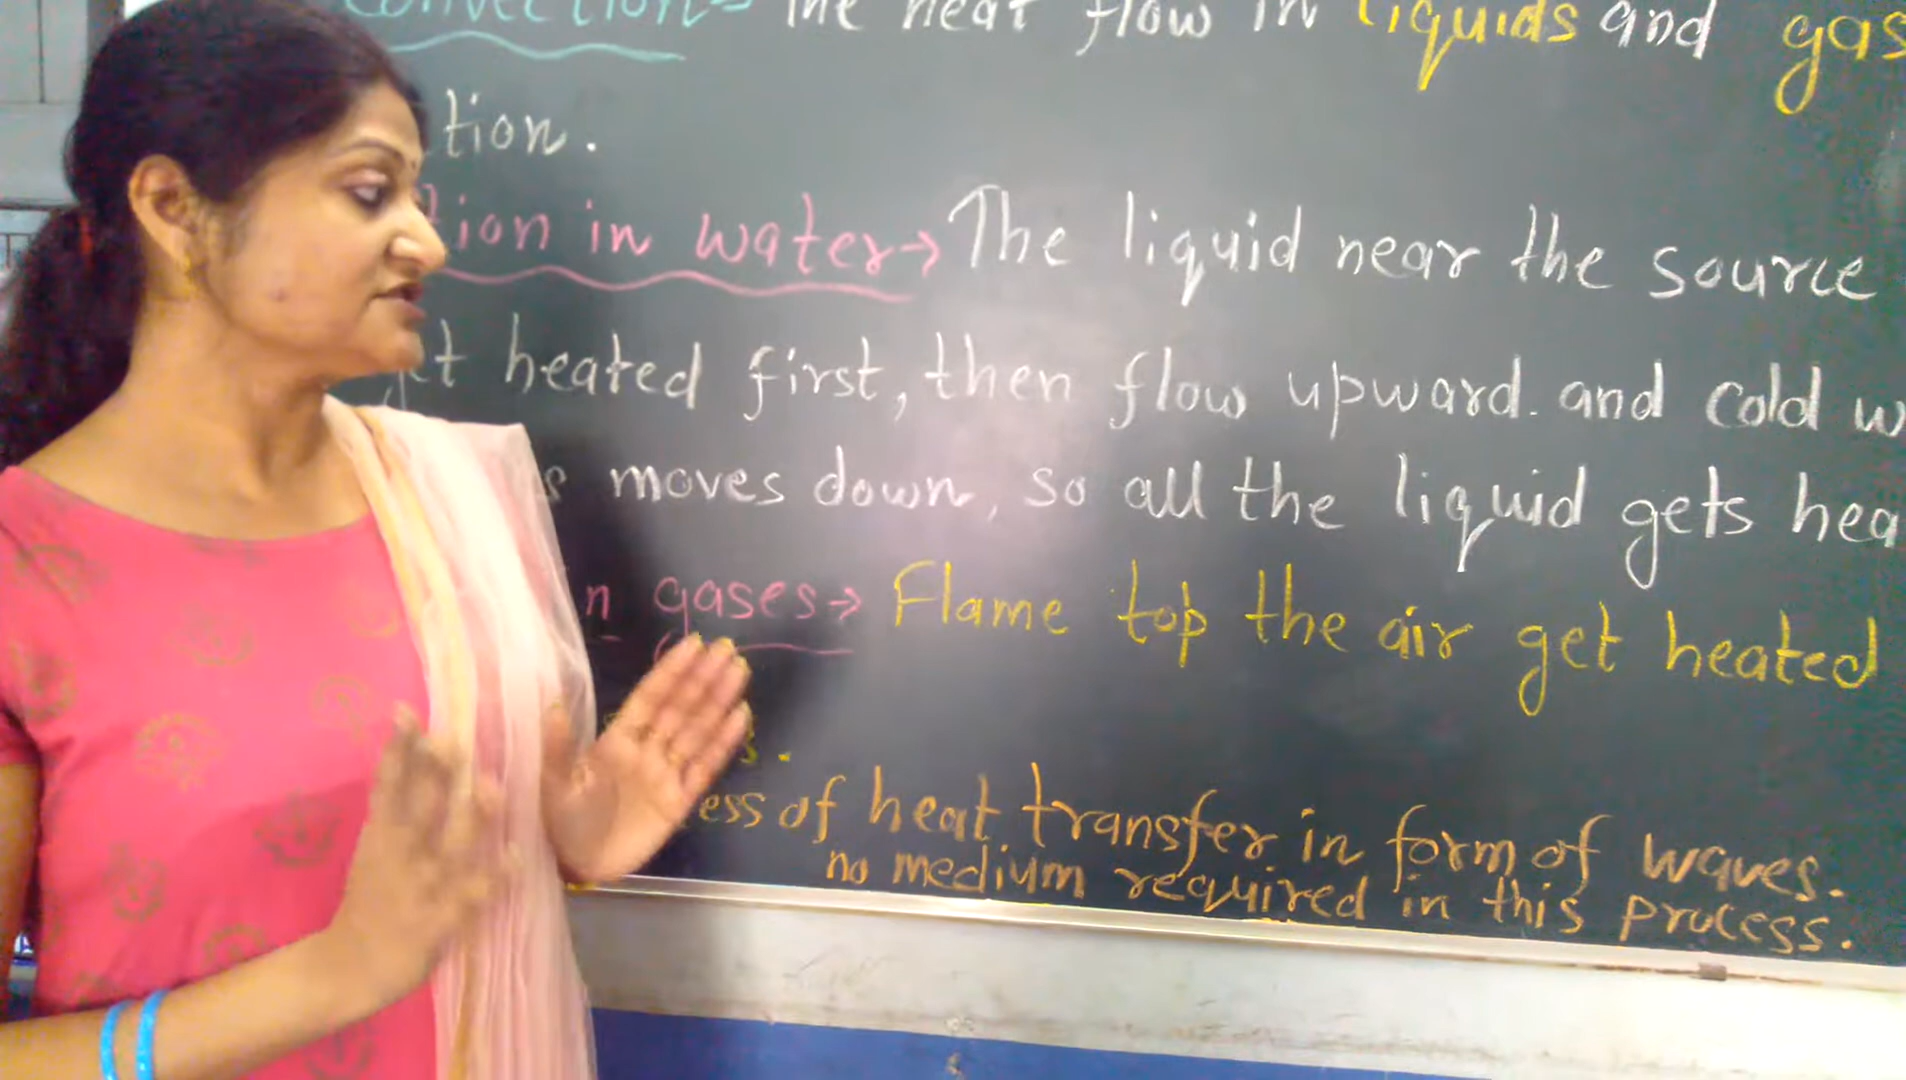 convection→ The heat flow in liquids and gas
tion.
tion in water→ The liquid near the source
get heated first, then flow upward. and cold w
s moves down, so all the liquid gets hea
n gases→ Flame top the air get heated
s.
ess of heat transfer in form of waves.
no medium required in this process.